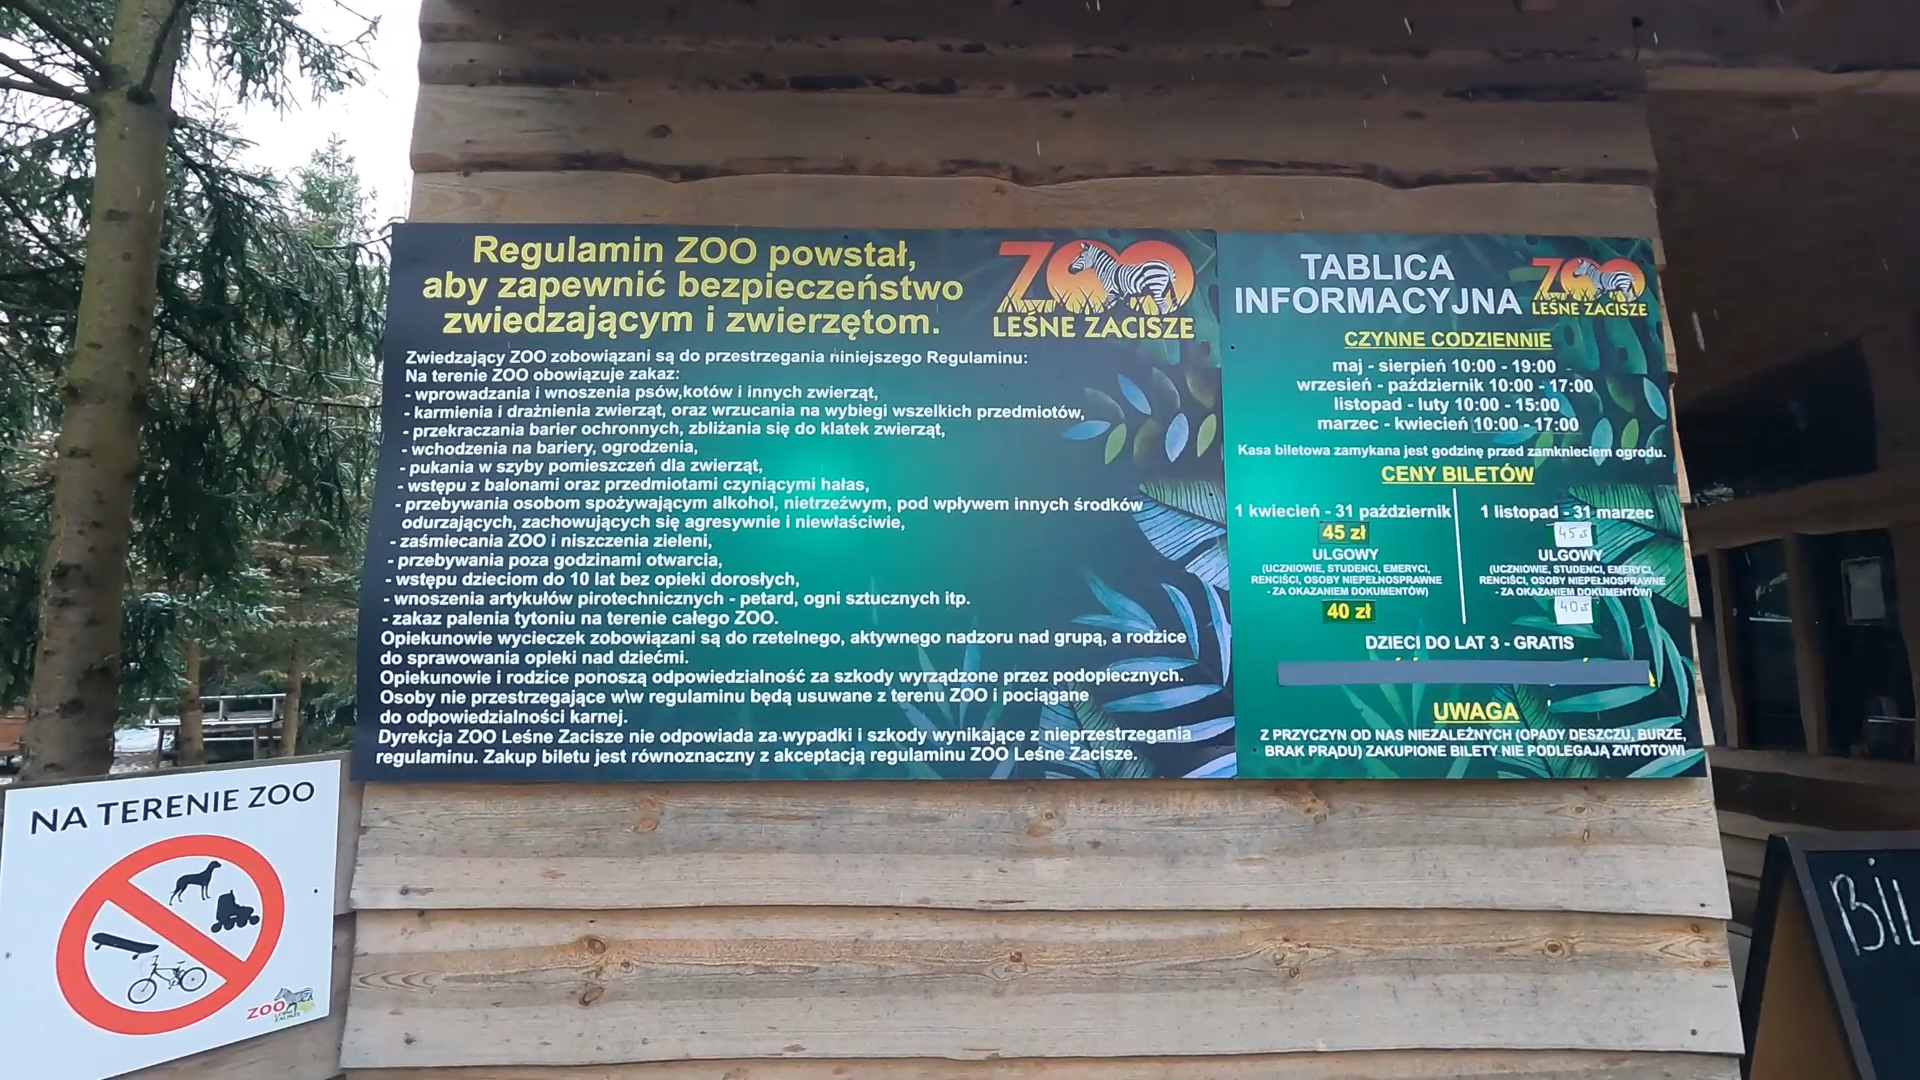 Regulamin ZOO powstał,
aby zapewnić bezpieczeństwo
zwiedzającym i zwierzętom.
ZOO
LEŚNE ZACISZE
Zwiedzający ZOO zobowiązani są do przestrzegania niniejszego Regulaminu:
Na terenie ZOO obowiązuje zakaz:
- wprowadzania i wnoszenia psów,kotów i innych zwierząt,
- karmienia i drażnienia zwierząt, oraz wrzucania na wybiegi wszelkich przedmiotów,
- przekraczania barier ochronnych, zbliżania się do klatek zwierząt,
- wchodzenia na bariery, ogrodzenia,
- pukania w szyby pomieszczeń dla zwierząt,
- wstępu z balonami oraz przedmiotami czyniącymi hałas,
- przebywania osobom spożywającym alkohol, nietrzeźwym, pod wpływem innych środków
odurzających, zachowujących się agresywnie i niewłaściwie,
- zaśmiecania ZOO i niszczenia zieleni,
- przebywania poza godzinami otwarcia,
- wstępu dzieciom do 10 lat bez opieki dorosłych,
- wnoszenia artykułów pirotechnicznych - petard, ogni sztucznych itp.
- zakaz palenia tytoniu na terenie całego ZOO.
Opiekunowie wycieczek zobowiązani są do rzetelnego, aktywnego nadzoru nad grupą, a rodzice
do sprawowania opieki nad dziećmi.
Opiekunowie i rodzice ponoszą odpowiedzialność za szkody wyrządzone przez podopiecznych.
Osoby nie przestrzegające w\w regulaminu będą usuwane z terenu ZOO i pociągane
do odpowiedzialności karnej.
Dyrekcja ZOO Leśne Zacisze nie odpowiada za wypadki i szkody wynikające z nieprzestrzegania
regulaminu. Zakup biletu jest równoznaczny z akceptacją regulaminu ZOO Leśne Zacisze.
TABLICA
INFORMACYJNA
ZOO
LEŚNE ZACISZE
CZYNNE CODZIENNIE
maj - sierpień 10:00 - 19:00
wrzesień - październik 10:00 - 17:00
listopad - luty 10:00 - 15:00
marzec - kwiecień 10:00 - 17:00
Kasa biletowa zamykana jest godzinę przed zamknieciem ogrodu.
CENY BILETÓW
1 kwiecień - 31 październik
45 zł
ULGOWY
(UCZNIOWIE, STUDENCI, EMERYCI,
RENCIŚCI, OSOBY NIEPEŁNOSPRAWNE
- ZA OKAZANIEM DOKUMENTÓW)
40 zł
1 listopad - 31 marzec
45 zł
ULGOWY
(UCZNIOWIE, STUDENCI, EMERYCI,
RENCIŚCI, OSOBY NIEPEŁNOSPRAWNE
- ZA OKAZANIEM DOKUMENTÓW)
40 zł
DZIECI DO LAT 3 - GRATIS
UWAGA
Z PRZYCZYN OD NAS NIEZALEŻNYCH (OPADY DESZCZU, BURZE,
BRAK PRĄDU) ZAKUPIONE BILETY NIE PODLEGAJĄ ZWTOTOWI
NA TERENIE ZOO
ZOO
LEŚNE
ZACISZE
BIL